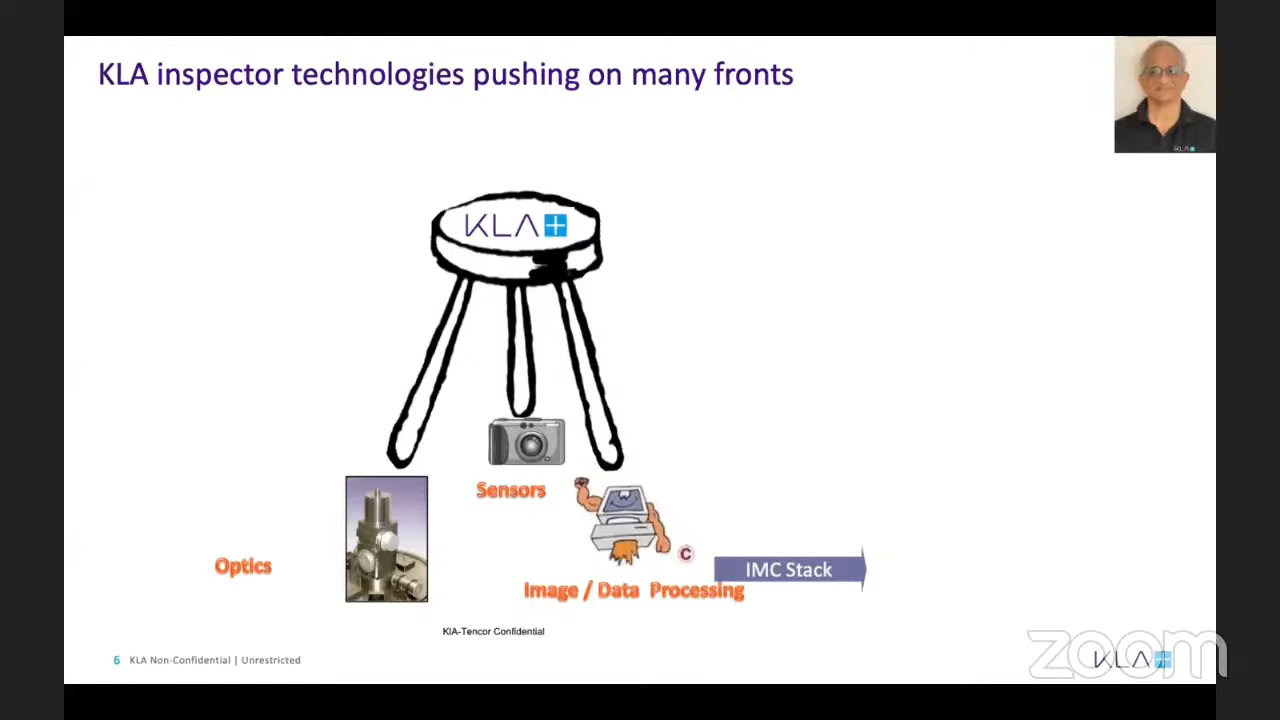 KLA inspector technologies pushing on many fronts
KLA
KLA
Sensors
C
Optics
IMC Stack
Image / Data Processing
KlA-Tencor Confidential
6 KLA Non-Confidential | Unrestricted
KLA
zoom